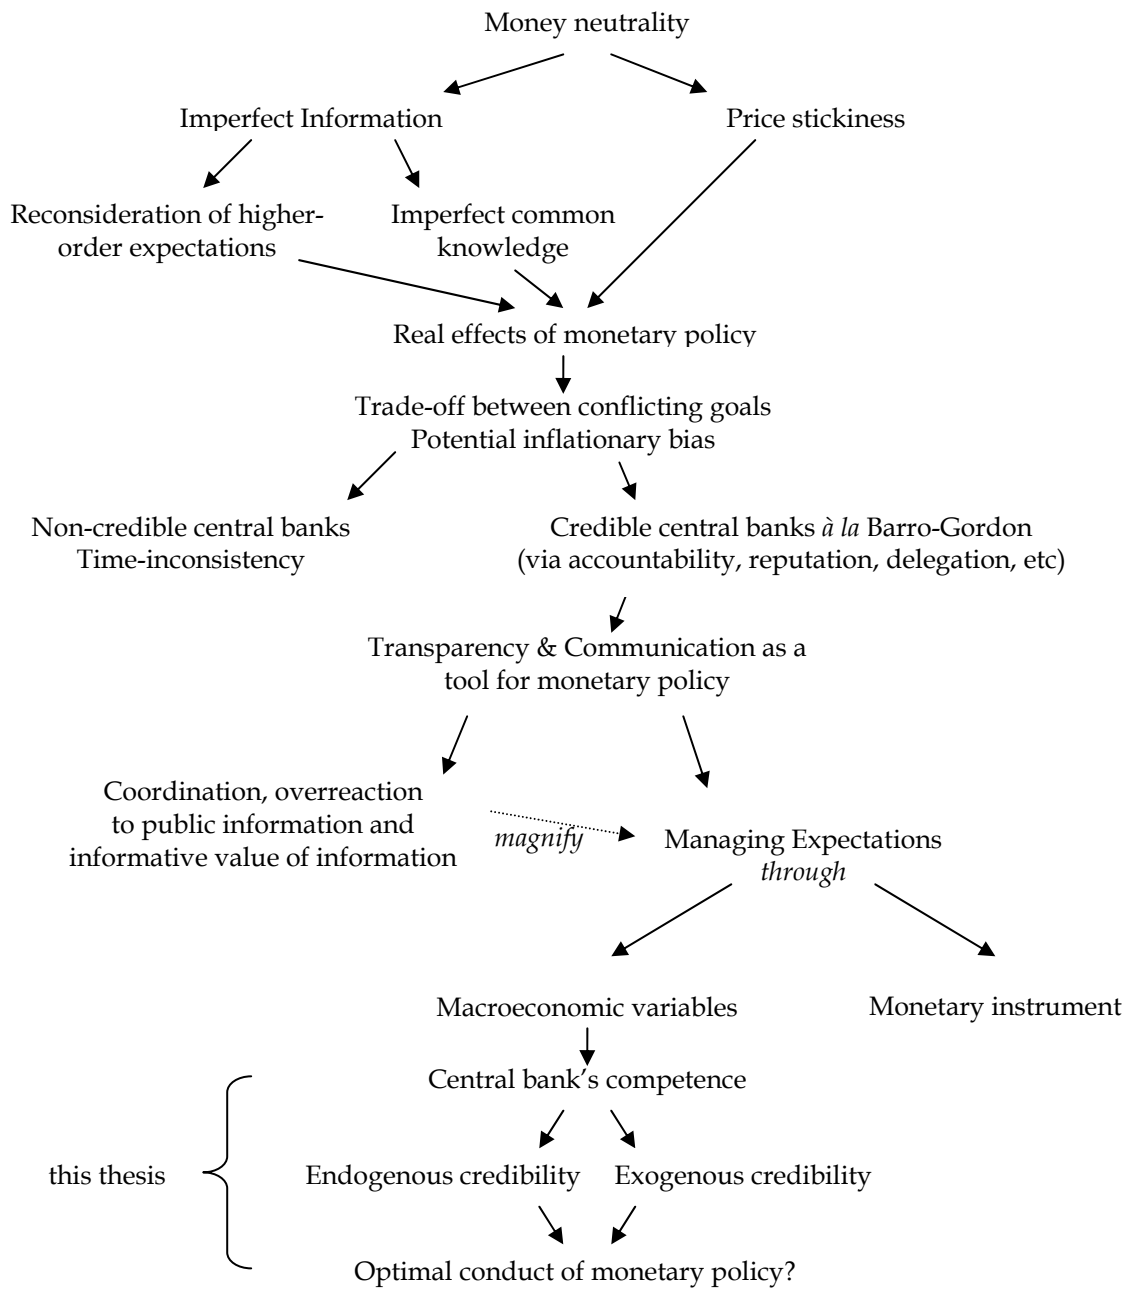 Money neutrality
Imperfect Information
Price stickiness
Reconsideration of higher-
order expectations
Imperfect common
knowledge
Real effects of monetary policy
Trade-off between conflicting goals
Potential inflationary bias
Non-credible central banks
Time-inconsistency
Credible central banks à la Barro-Gordon
(via accountability, reputation, delegation, etc)
Transparency & Communication as a
tool for monetary policy
Coordination, overreaction
to public information and
informative value of information
magnify
Managing Expectations
through
Macroeconomic variables
Monetary instrument
Central bank's competence
this thesis
Endogenous credibility
Exogenous credibility
Optimal conduct of monetary policy?